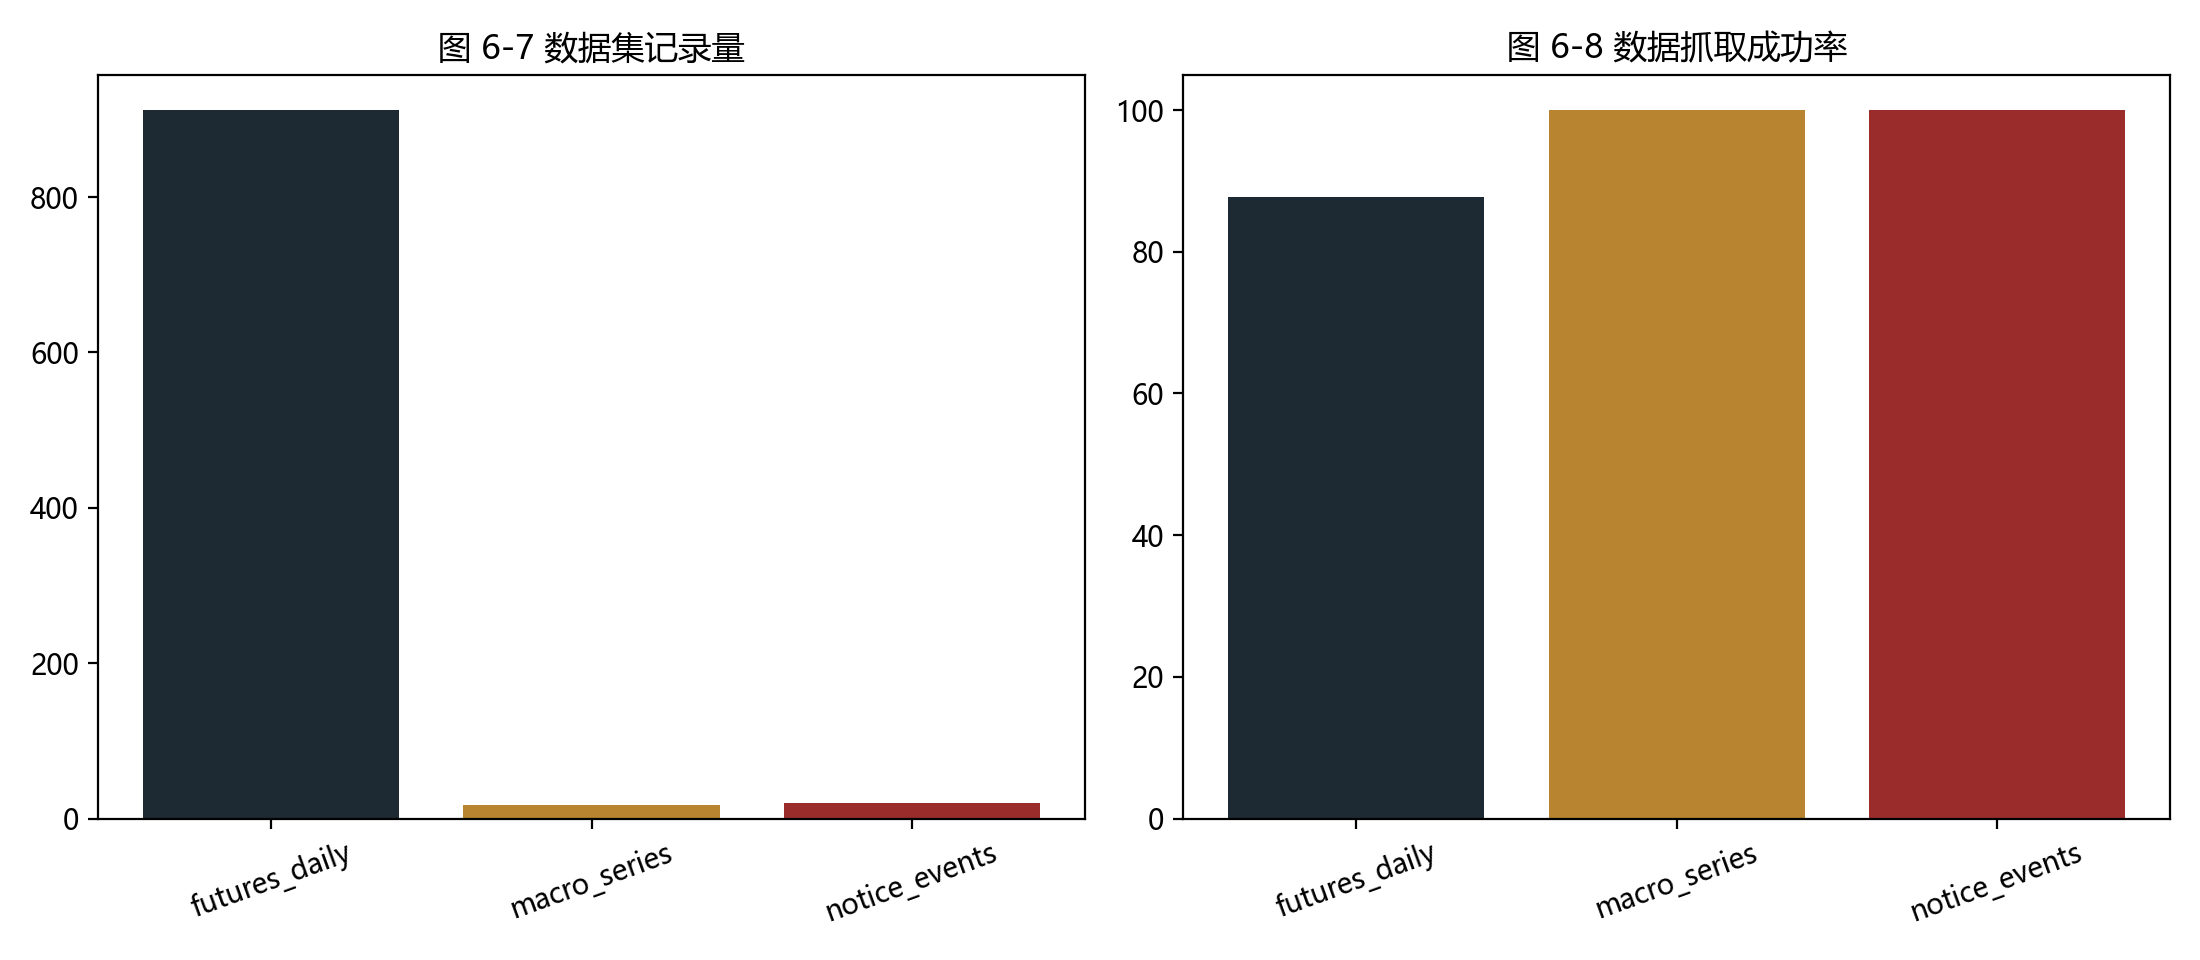 图 6-7 数据集记录量
800
600
400
200
0
futures_daily
macro_series
notice_events
图 6-8 数据抓取成功率
100
80
60
40
20
0
futures_daily
macro_series
notice_events